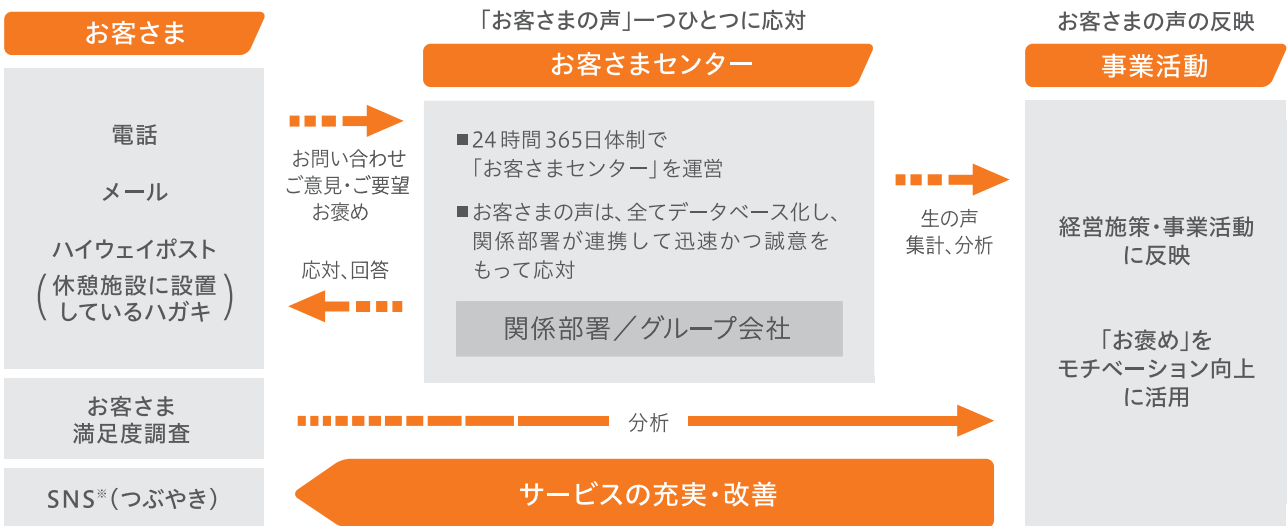 お客さま
電話
メール
ハイウェイポスト
(休憩施設に設置
しているハガキ)
お客さま
満足度調査
SNS※(つぶやき)
お問い合わせ
ご意見・ご要望
お褒め
応対、回答
「お客さまの声」一つひとつに応対
お客さまセンター
■24時間365日体制で
「お客さまセンター」を運営
■お客さまの声は、全てデータベース化し、
関係部署が連携して迅速かつ誠意を
もって応対
関係部署/グループ会社
生の声
集計、分析
分析
サービスの充実・改善
お客さまの声の反映
事業活動
経営施策・事業活動
に反映
「お褒め」を
モチベーション向上
に活用